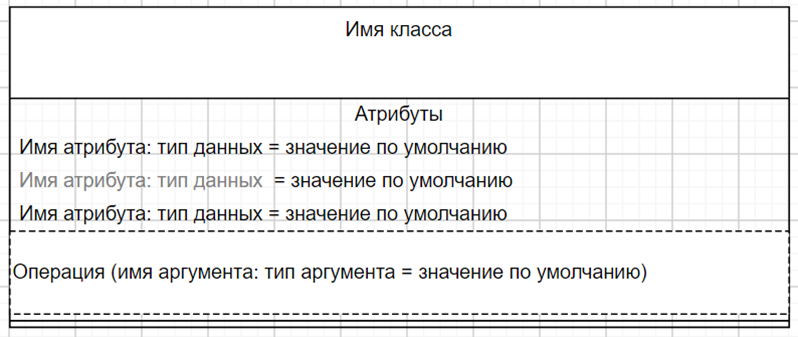 Имя класса
Атрибуты
Имя атрибута: тип данных = значение по умолчанию
Имя атрибута: тип данных = значение по умолчанию
Имя атрибута: тип данных = значение по умолчанию
Операция (имя аргумента: тип аргумента = значение по умолчанию)